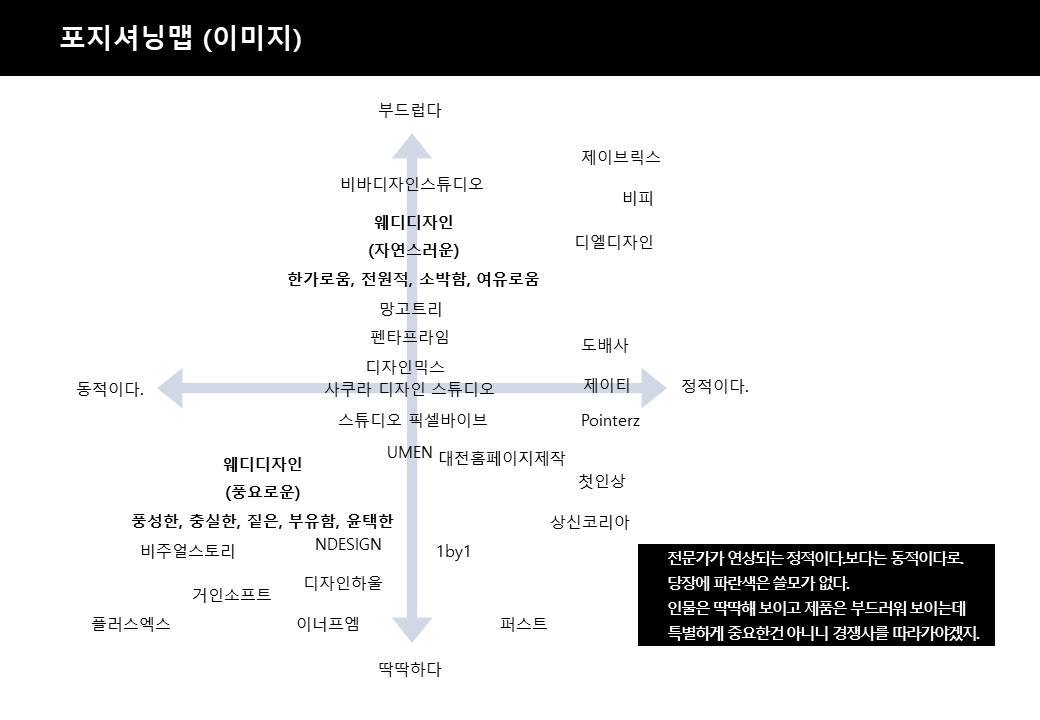 포지셔닝맵 (이미지)
부드럽다
제이브릭스
비바디자인스튜디오
비피
웨디디자인
(자연스러운)
디엘디자인
한가로움, 전원적, 소박함, 여유로움
망고트리
펜타프라임
도배사
디자인믹스
동적이다.
사쿠라 디자인 스튜디오
제이티
정적이다.
스튜디오 픽셀바이브
Pointerz
UMEN
대전홈페이지제작
웨디디자인
(풍요로운)
첫인상
풍성한, 충실한, 짙은, 부유함, 윤택한
상신코리아
비주얼스토리
NDESIGN
1by1
디자인하울
거인소프트
플러스엑스
이너프엠
퍼스트
딱딱하다
전문가가 연상되는 정적이다.보다는 동적이다로.
당장에 파란색은 쓸모가 없다.
인물은 딱딱해 보이고 제품은 부드러워 보이는데
특별하게 중요한건 아니니 경쟁사를 따라가야겠지.